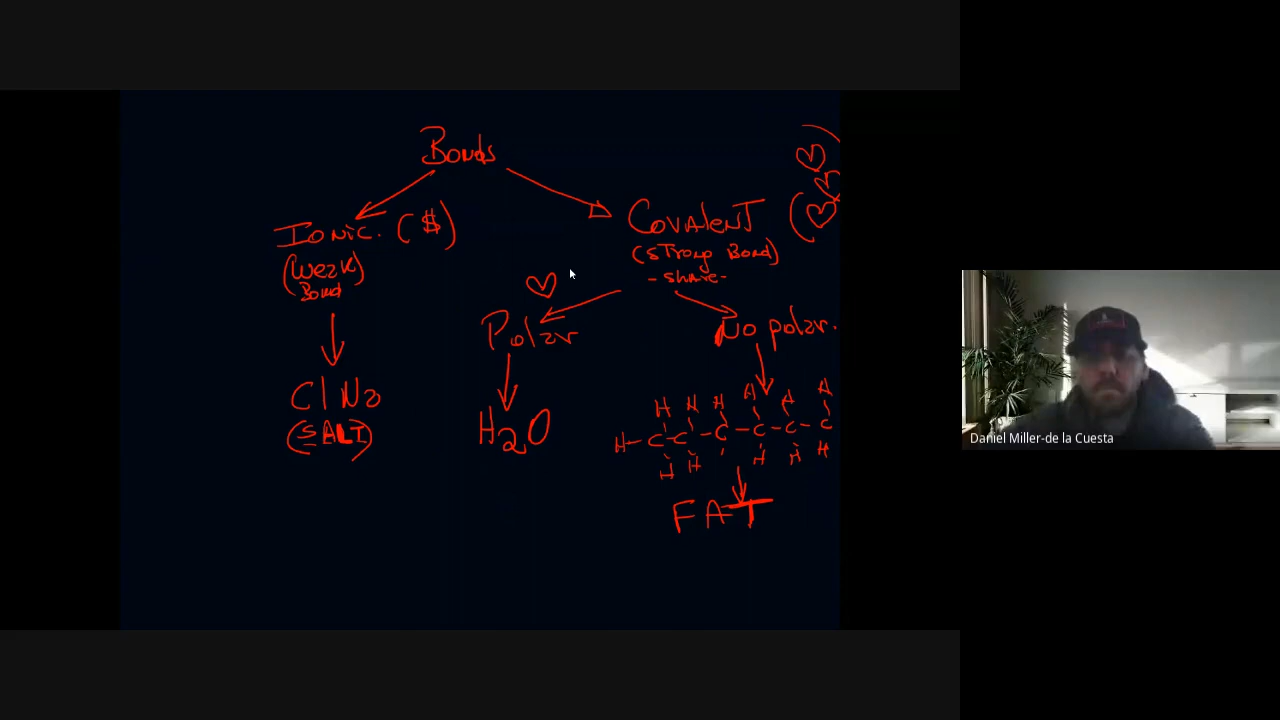 Bonds
Ionic. ($)
(Weak)
Bond
Covalent
(Strong Bond)
- share -
Polar
No polar.
Cl Na
(SALT)
H2O
H H H H H H
H - C - C - C - C - C - C
H H H H H
FAT
Daniel Miller-de la Cuesta